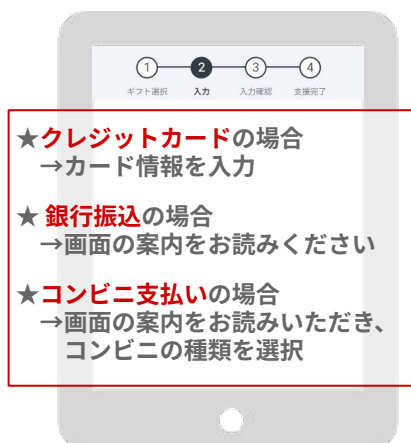 1 2 3 4
ギフト選択 入力 入力確認 支援完了
★クレジットカードの場合
→カード情報を入力
★ 銀行振込の場合
→画面の案内をお読みください
★コンビニ支払いの場合
→画面の案内をお読みいただき、
コンビニの種類を選択